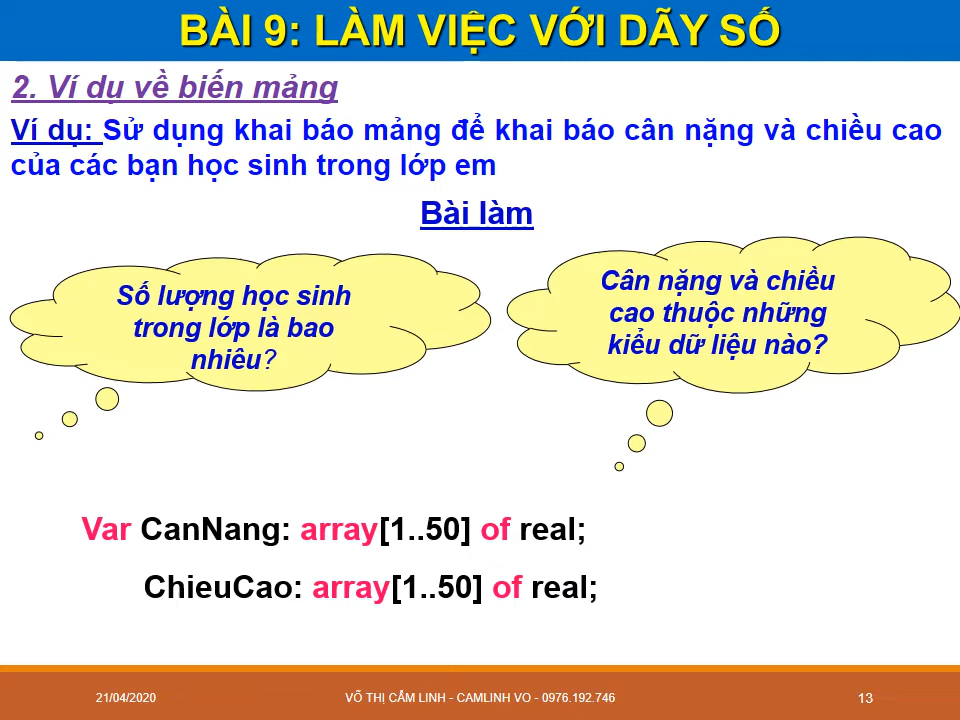 BÀI 9: LÀM VIỆC VỚI DÃY SỐ
2. Ví dụ về biến mảng
Ví dụ: Sử dụng khai báo mảng để khai báo cân nặng và chiều cao
của các bạn học sinh trong lớp em
Bài làm
Số lượng học sinh
trong lớp là bao
nhiêu?
Cân nặng và chiều
cao thuộc những
kiểu dữ liệu nào?
Var CanNang: array[1..50] of real;
ChieuCao: array[1..50] of real;
21/04/2020
VÕ THỊ CẨM LINH - CAMLINH VO - 0976.192.746
13